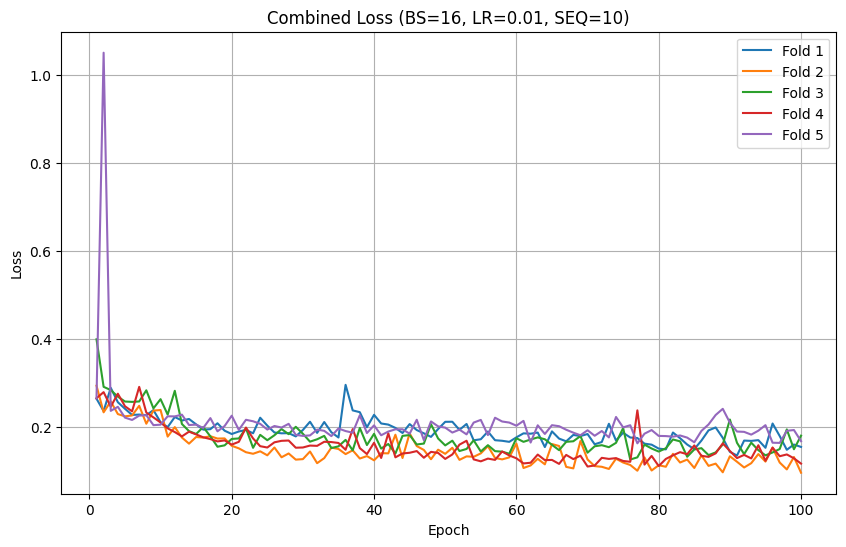 Combined Loss (BS=16, LR=0.01, SEQ=10)
Fold 1
Fold 2
Fold 3
Fold 4
Fold 5
Loss
1.0
0.8
0.6
0.4
0.2
0
20
40
60
80
100
Epoch